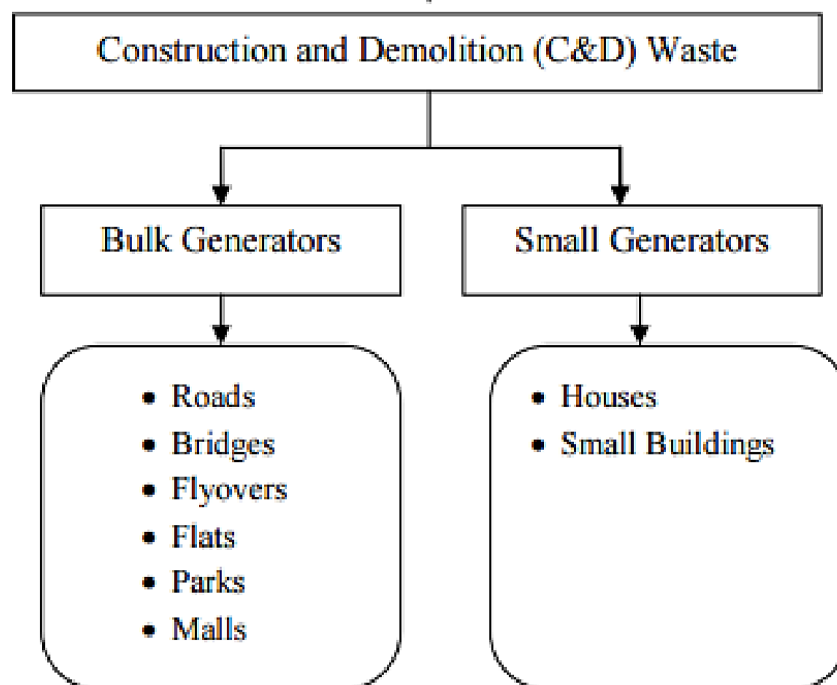 Construction and Demolition (C&D) Waste
Bulk Generators
Small Generators
• Roads
• Bridges
• Flyovers
• Flats
• Parks
• Malls
• Houses
• Small Buildings